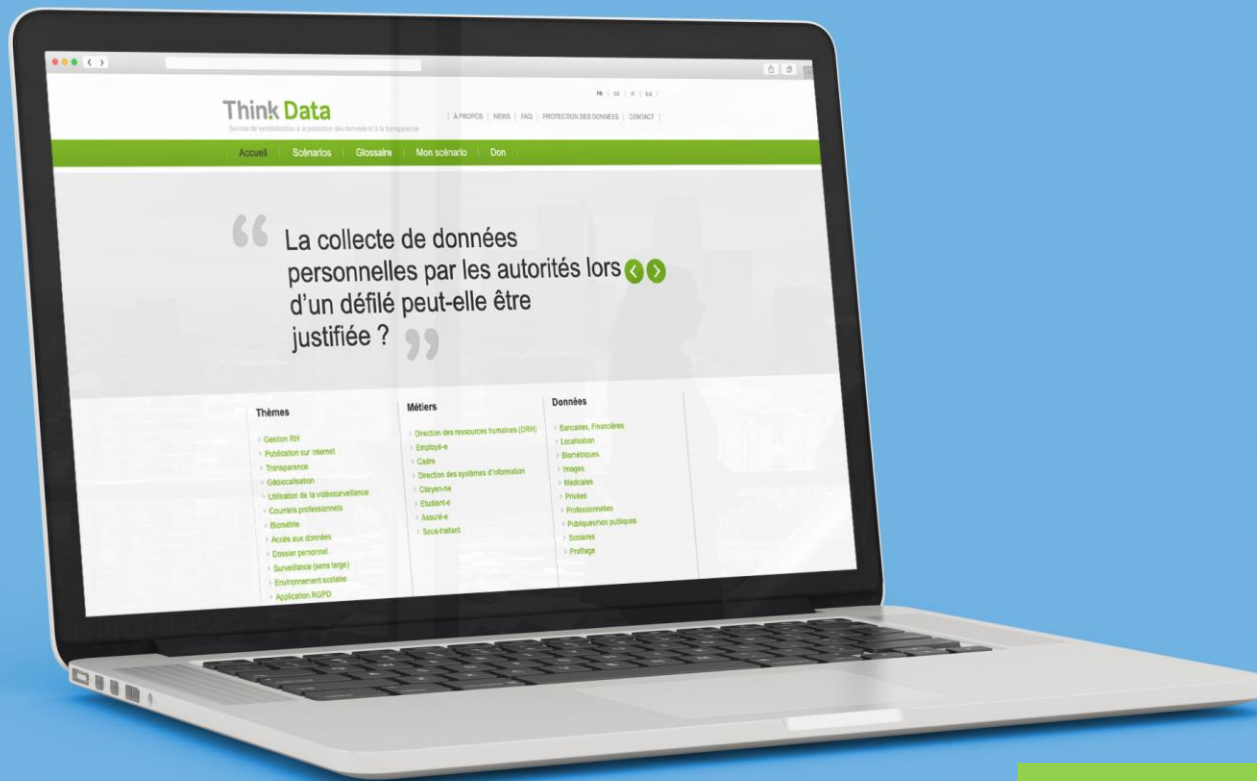 FR | DE | IT | EN |
Think Data
Service de sensibilisation à la protection des données et à la transparence
| À PROPOS | NEWS | FAQ | PROTECTION DES DONNÉES | CONTACT |
Accueil | Scénarios | Glossaire | Mon scénario | Don
“ La collecte de données
personnelles par les autorités lors
d’un défilé peut-elle être
justifiée ? ”
Thèmes
› Gestion RH
› Publication sur internet
› Transparence
› Géolocalisation
› Utilisation de la vidéosurveillance
› Courriels professionnels
› Biométrie
› Accès aux données
› Dossier personnel
› Surveillance (sens large)
› Environnement scolaire
› Application RGPD
Métiers
› Direction des ressources humaines (DRH)
› Employé-e
› Cadre
› Direction des systèmes d'information
› Citoyen-ne
› Etudiant-e
› Assuré-e
› Sous-traitant
Données
› Bancaires, Financières
› Localisation
› Biométriques
› Images
› Médicales
› Privées
› Professionnelles
› Publiques/non publiques
› Scolaires
› Profilage